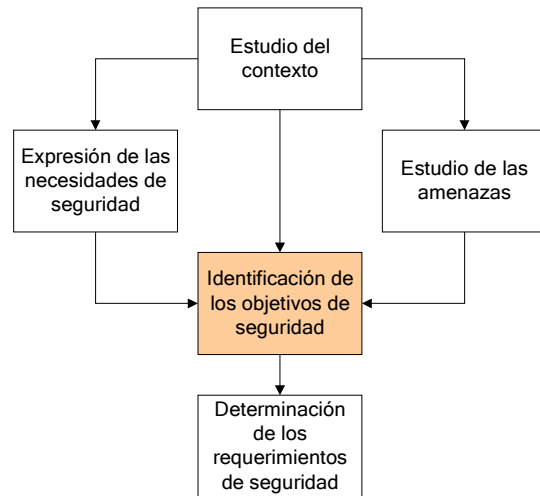 Estudio del
contexto
Expresión de las
necesidades de
seguridad
Estudio de las
amenazas
Identificación de
los objetivos de
seguridad
Determinación
de los
requerimientos
de seguridad